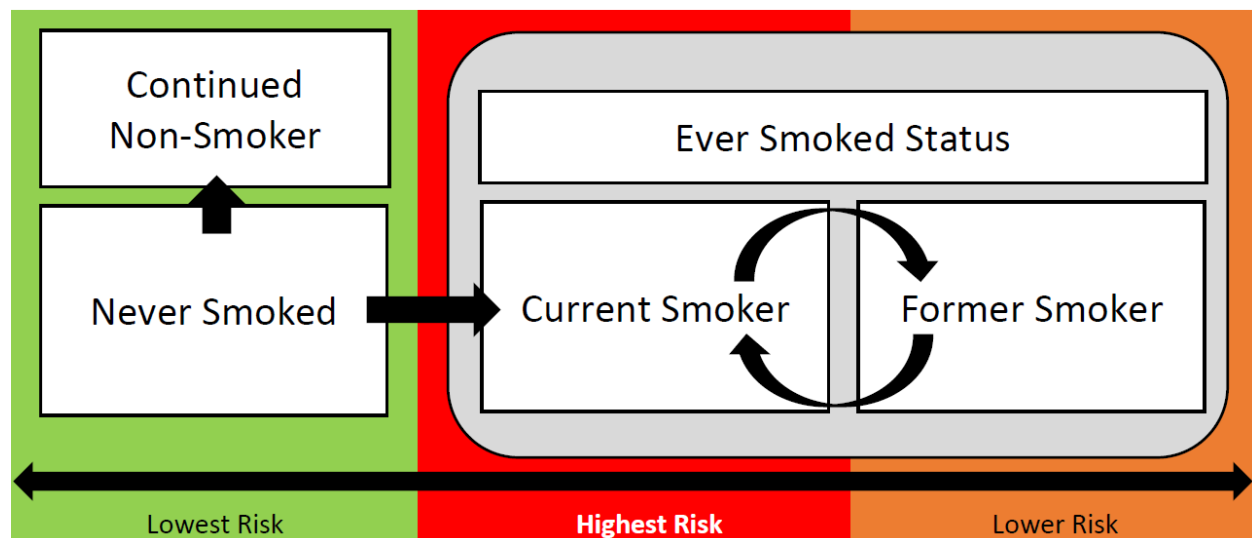 Continued
Non-Smoker
Ever Smoked Status
Never Smoked
Current Smoker
Former Smoker
Lowest Risk
Highest Risk
Lower Risk